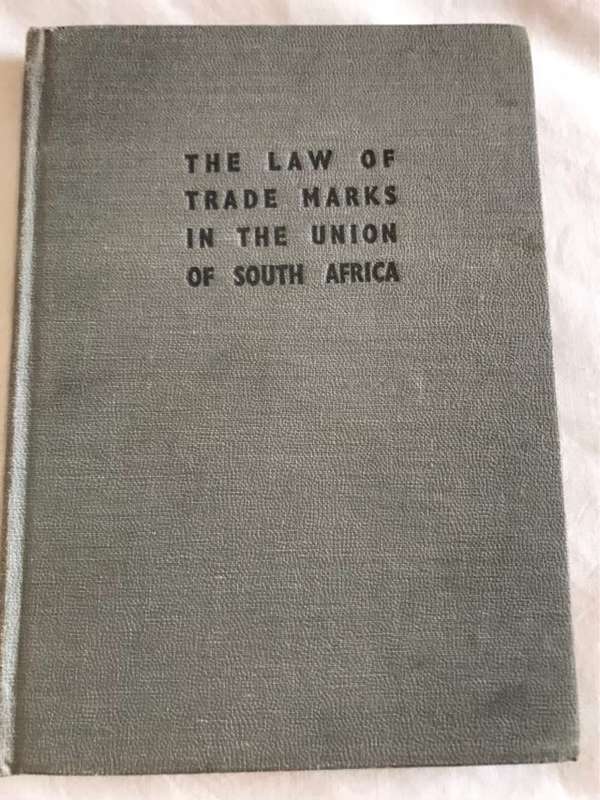 THE LAW OF
TRADE MARKS
IN THE UNION
OF SOUTH AFRICA